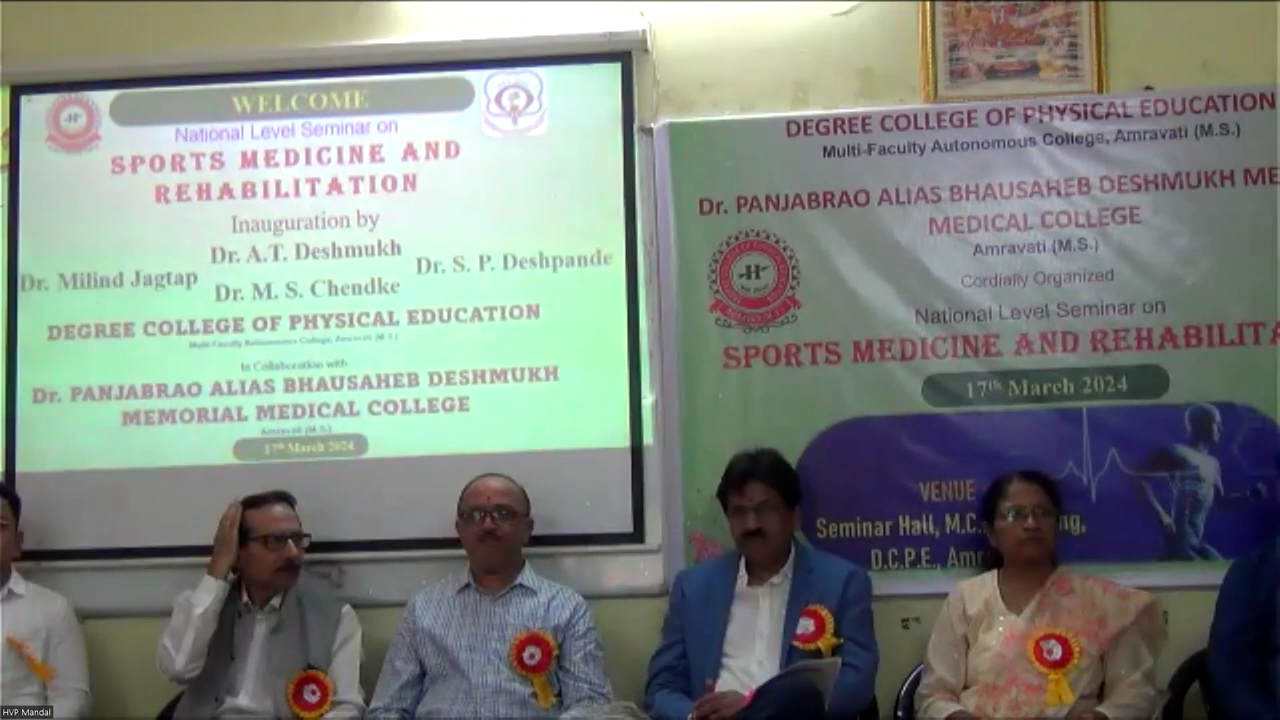 WELCOME
National Level Seminar on
SPORTS MEDICINE AND
REHABILITATION
Inauguration by
Dr. A.T. Deshmukh
Dr. Milind Jagtap
Dr. S. P. Deshpande
Dr. M. S. Chendke
DEGREE COLLEGE OF PHYSICAL EDUCATION
Multi-Faculty Autonomous College, Amravati (M.S.)
In Collaboration with
Dr. PANJABRAO ALIAS BHAUSAHEB DESHMUKH
MEMORIAL MEDICAL COLLEGE
Amravati (M.S.)
17th March 2024
DEGREE COLLEGE OF PHYSICAL EDUCATION
Multi-Faculty Autonomous College, Amravati (M.S.)
Dr. PANJABRAO ALIAS BHAUSAHEB DESHMUKH ME
MEDICAL COLLEGE
Amravati (M.S.)
Cordially Organized
National Level Seminar on
SPORTS MEDICINE AND REHABILITA
17th March 2024
VENUE
Seminar Hall, M.C. ng,
D.C.P.E., Amr
HVP Mandal